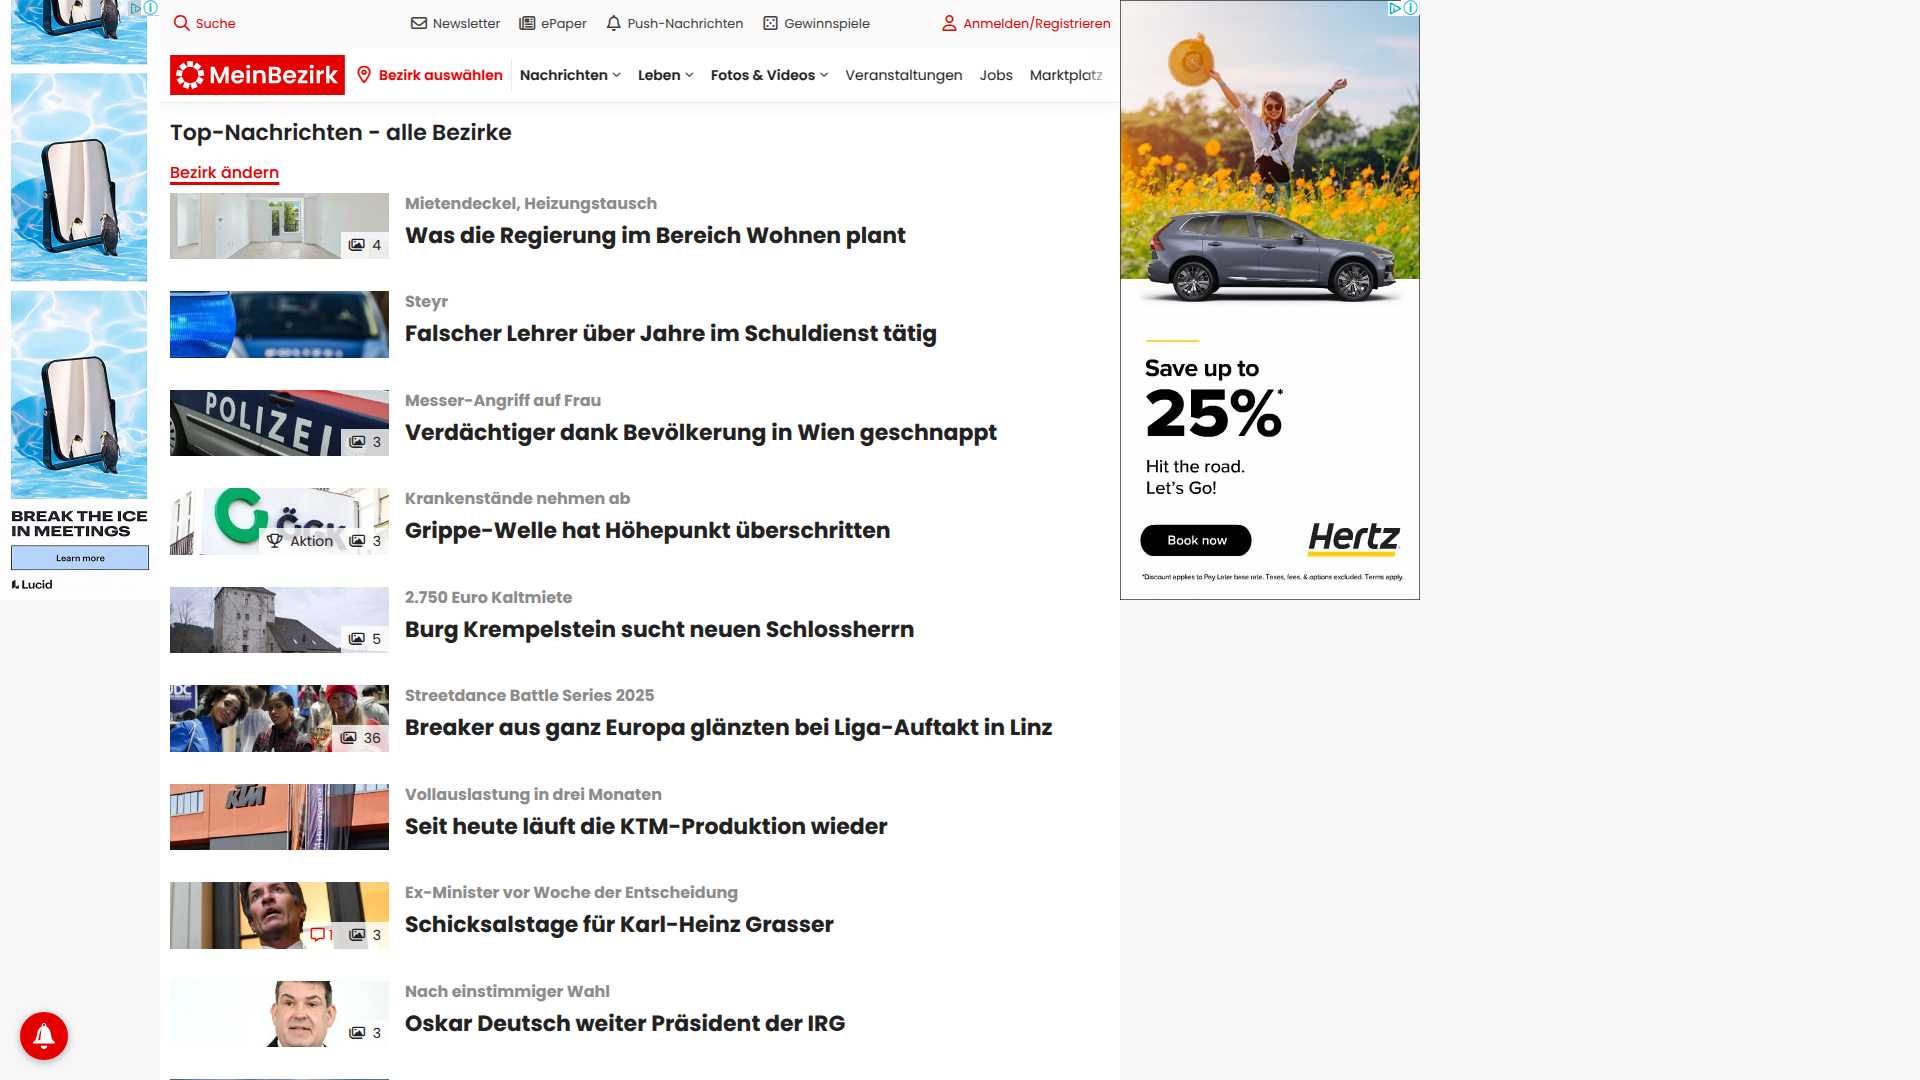 Suche
Newsletter
ePaper
Push-Nachrichten
Gewinnspiele
Anmelden/Registrieren
MeinBezirk
Bezirk auswählen
Nachrichten
Leben
Fotos & Videos
Veranstaltungen
Jobs
Marktplatz
Top-Nachrichten - alle Bezirke
Bezirk ändern
Mietendeckel, Heizungstausch
Was die Regierung im Bereich Wohnen plant
4
Steyr
Falscher Lehrer über Jahre im Schuldienst tätig
Messer-Angriff auf Frau
Verdächtiger dank Bevölkerung in Wien geschnappt
POLIZEI
3
Krankenstände nehmen ab
Grippe-Welle hat Höhepunkt überschritten
Aktion
3
2.750 Euro Kaltmiete
Burg Krempelstein sucht neuen Schlossherrn
5
Streetdance Battle Series 2025
Breaker aus ganz Europa glänzten bei Liga-Auftakt in Linz
36
Vollauslastung in drei Monaten
Seit heute läuft die KTM-Produktion wieder
KTM
Ex-Minister vor Woche der Entscheidung
Schicksalstage für Karl-Heinz Grasser
1
3
Nach einstimmiger Wahl
Oskar Deutsch weiter Präsident der IRG
3
BREAK THE ICE
IN MEETINGS
Learn more
Lucid
Save up to
25%*
Hit the road.
Let's Go!
Book now
Hertz
*Discount applies to Pay Later base rate. Taxes, fees, & options excluded. Terms apply.